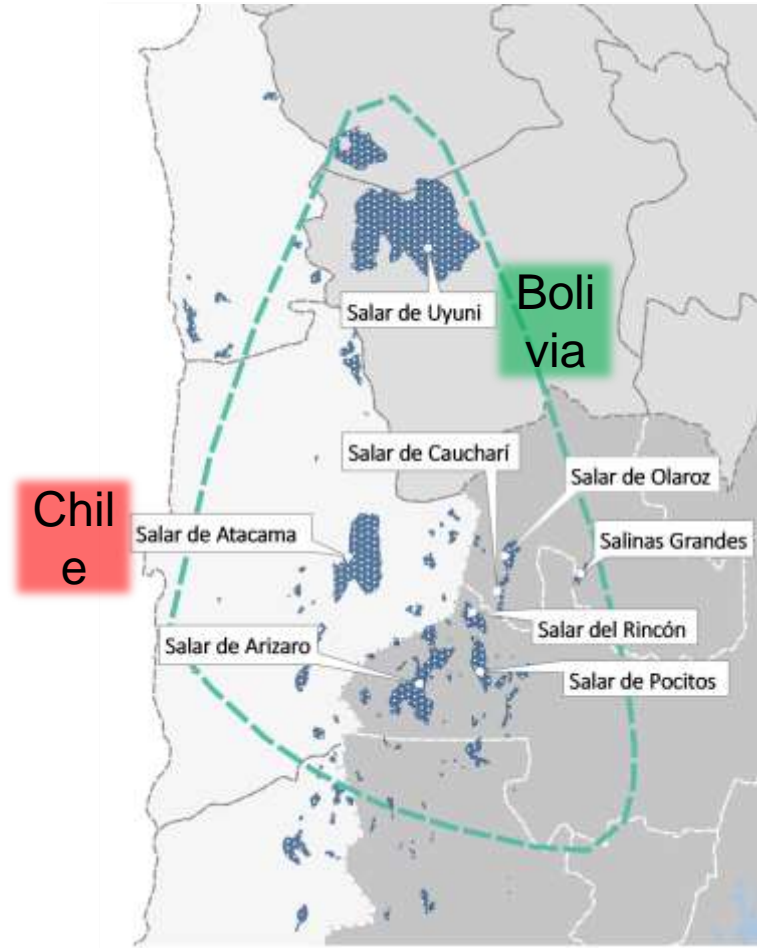 Salar de Uyuni
Boli
via
Salar de Cauchari
Salar de Olaroz
Chil
e
Salar de Atacama
Salinas Grandes
Salar del Rincón
Salar de Arizaro
Salar de Pocitos